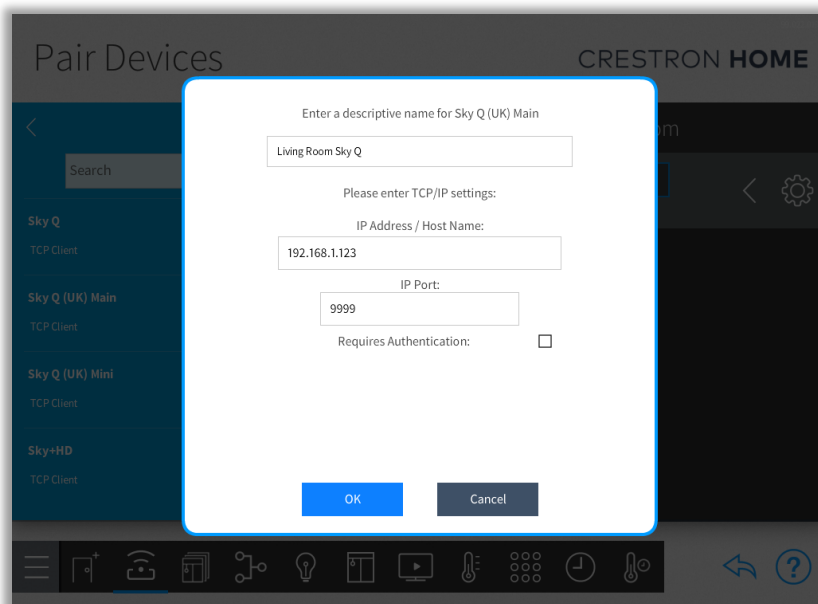 Pair Devices
CRESTRON HOME
Enter a descriptive name for Sky Q (UK) Main
Living Room Sky Q
Please enter TCP/IP settings:
IP Address / Host Name:
192.168.1.123
IP Port:
9999
Requires Authentication:
OK
Cancel
Search
Sky Q
TCP Client
Sky Q (UK) Main
TCP Client
Sky Q (UK) Mini
TCP Client
Sky+HD
TCP Client
?